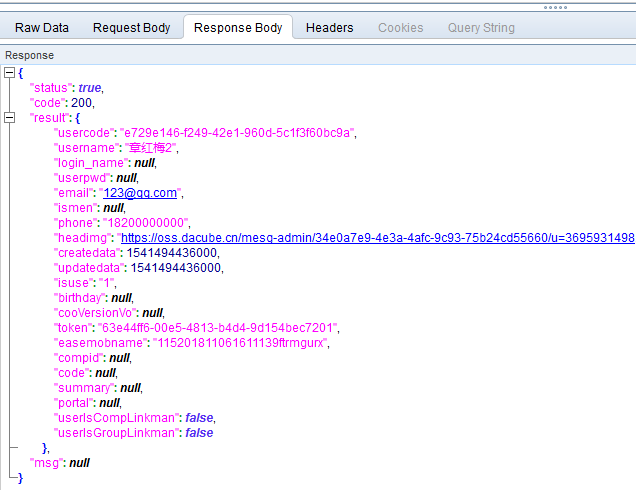 Raw Data Request Body Response Body Headers Cookies Query String
Response
{
"status": true,
"code": 200,
"result": {
"usercode": "e729e146-f249-42e1-960d-5c1f3f60bc9a",
"username": "章红梅2",
"login_name": null,
"userpwd": null,
"email": "123@qq.com",
"ismen": null,
"phone": "18200000000",
"headimg": "https://oss.dacube.cn/mesq-admin/34e0a7e9-4e3a-4afc-9c93-75b24cd55660/u=3695931498
"createdata": 1541494436000,
"updatedata": 1541494436000,
"isuse": "1",
"birthday": null,
"cooVersionVo": null,
"token": "63e44ff6-00e5-4813-b4d4-9d154bec7201",
"easemobname": "115201811061611139ftrmgurx",
"compid": null,
"code": null,
"summary": null,
"portal": null,
"userIsCompLinkman": false,
"userIsGroupLinkman": false
},
"msg": null
}